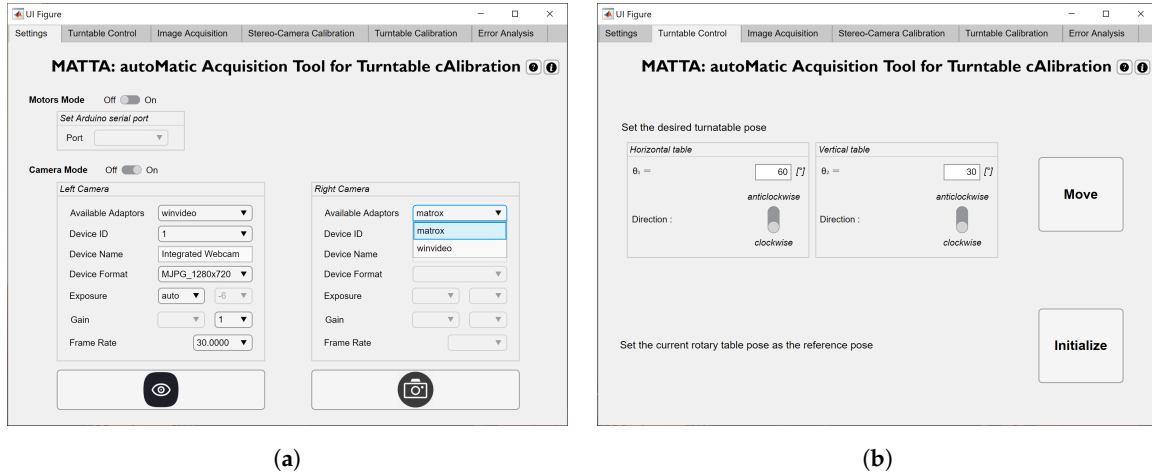 UI Figure
Settings Turntable Control Image Acquisition Stereo-Camera Calibration Turntable Calibration Error Analysis
MATTA: autoMatic Acquisition Tool for Turntable cAlibration ? i
Motors Mode Off On
Set Arduino serial port
Port
Camera Mode Off On
Left Camera
Available Adaptors winvideo
Device ID 1
Device Name Integrated Webcam
Device Format MJPG_1280x720
Exposure auto -6
Gain 1
Frame Rate 30.0000
Right Camera
Available Adaptors matrox
matrox
Device ID
winvideo
Device Name
Device Format
Exposure
Gain
Frame Rate
(a)
UI Figure
Settings Turntable Control Image Acquisition Stereo-Camera Calibration Turntable Calibration Error Analysis
MATTA: autoMatic Acquisition Tool for Turntable cAlibration ? i
Set the desired turnatable pose
Horizontal table
θ₁ = 60 [°]
anticlockwise
Direction :
clockwise
Vertical table
θ₂ = 30 [°]
anticlockwise
Direction :
clockwise
Move
Set the current rotary table pose as the reference pose
Initialize
(b)